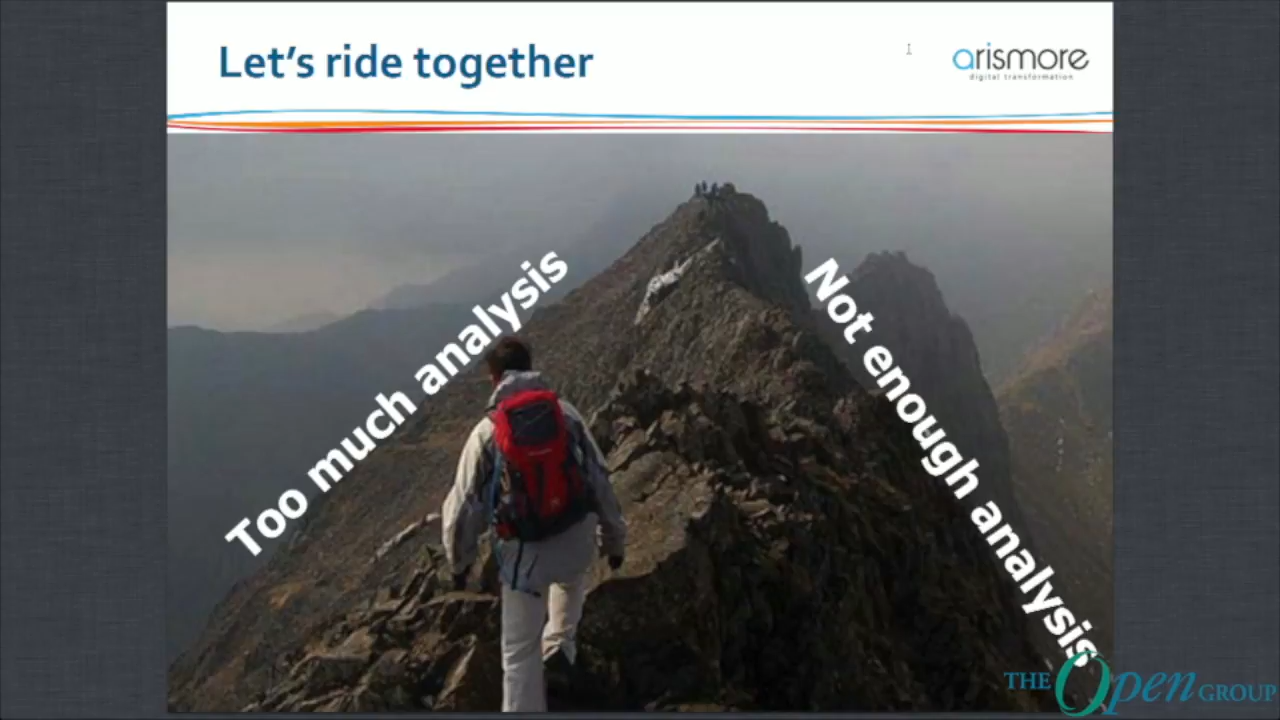 Let's ride together
arismore
digital transformation
Too much analysis
Not enough analysis
THE Open GROUP